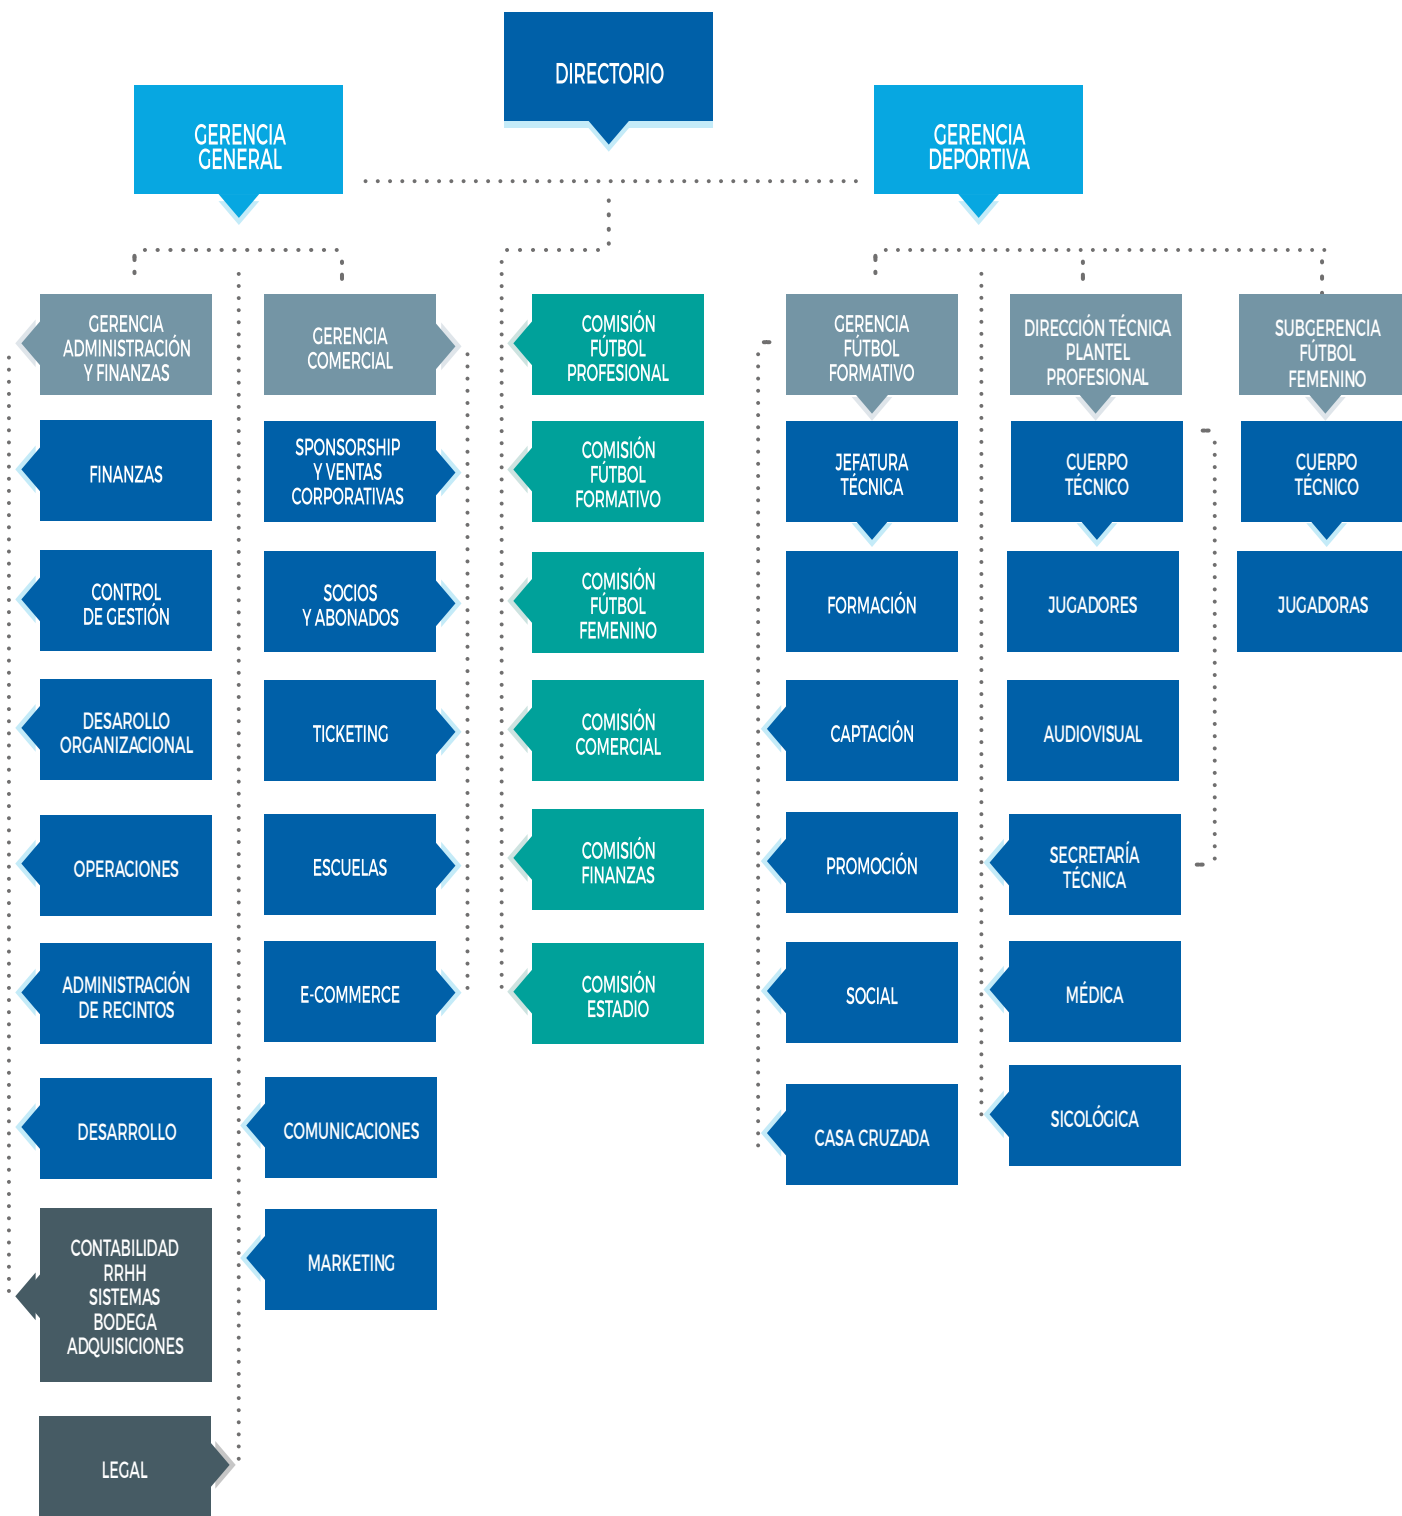 DIRECTORIO
GERENCIA
GENERAL
GERENCIA
DEPORTIVA
GERENCIA
ADMINISTRACIÓN
Y FINANZAS
FINANZAS
CONTROL
DE GESTIÓN
DESAROLLO
ORGANIZACIONAL
OPERACIONES
ADMINISTRACIÓN
DE RECINTOS
DESARROLLO
CONTABILIDAD
RRHH
SISTEMAS
BODEGA
ADQUISICIONES
LEGAL
GERENCIA
COMERCIAL
SPONSORSHIP
Y VENTAS
CORPORATIVAS
SOCIOS
Y ABONADOS
TICKETING
ESCUELAS
E-COMMERCE
COMUNICACIONES
MARKETING
COMISIÓN
FÚTBOL
PROFESIONAL
COMISIÓN
FÚTBOL
FORMATIVO
COMISIÓN
FÚTBOL
FEMENINO
COMISIÓN
COMERCIAL
COMISIÓN
FINANZAS
COMISIÓN
ESTADIO
GERENCIA
FÚTBOL
FORMATIVO
JEFATURA
TÉCNICA
FORMACIÓN
CAPTACIÓN
PROMOCIÓN
SOCIAL
CASA CRUZADA
DIRECCIÓN TÉCNICA
PLANTEL
PROFESIONAL
CUERPO
TÉCNICO
JUGADORES
AUDIOVISUAL
SECRETARÍA
TÉCNICA
MÉDICA
SICOLÓGICA
SUBGERENCIA
FÚTBOL
FEMENINO
CUERPO
TÉCNICO
JUGADORAS